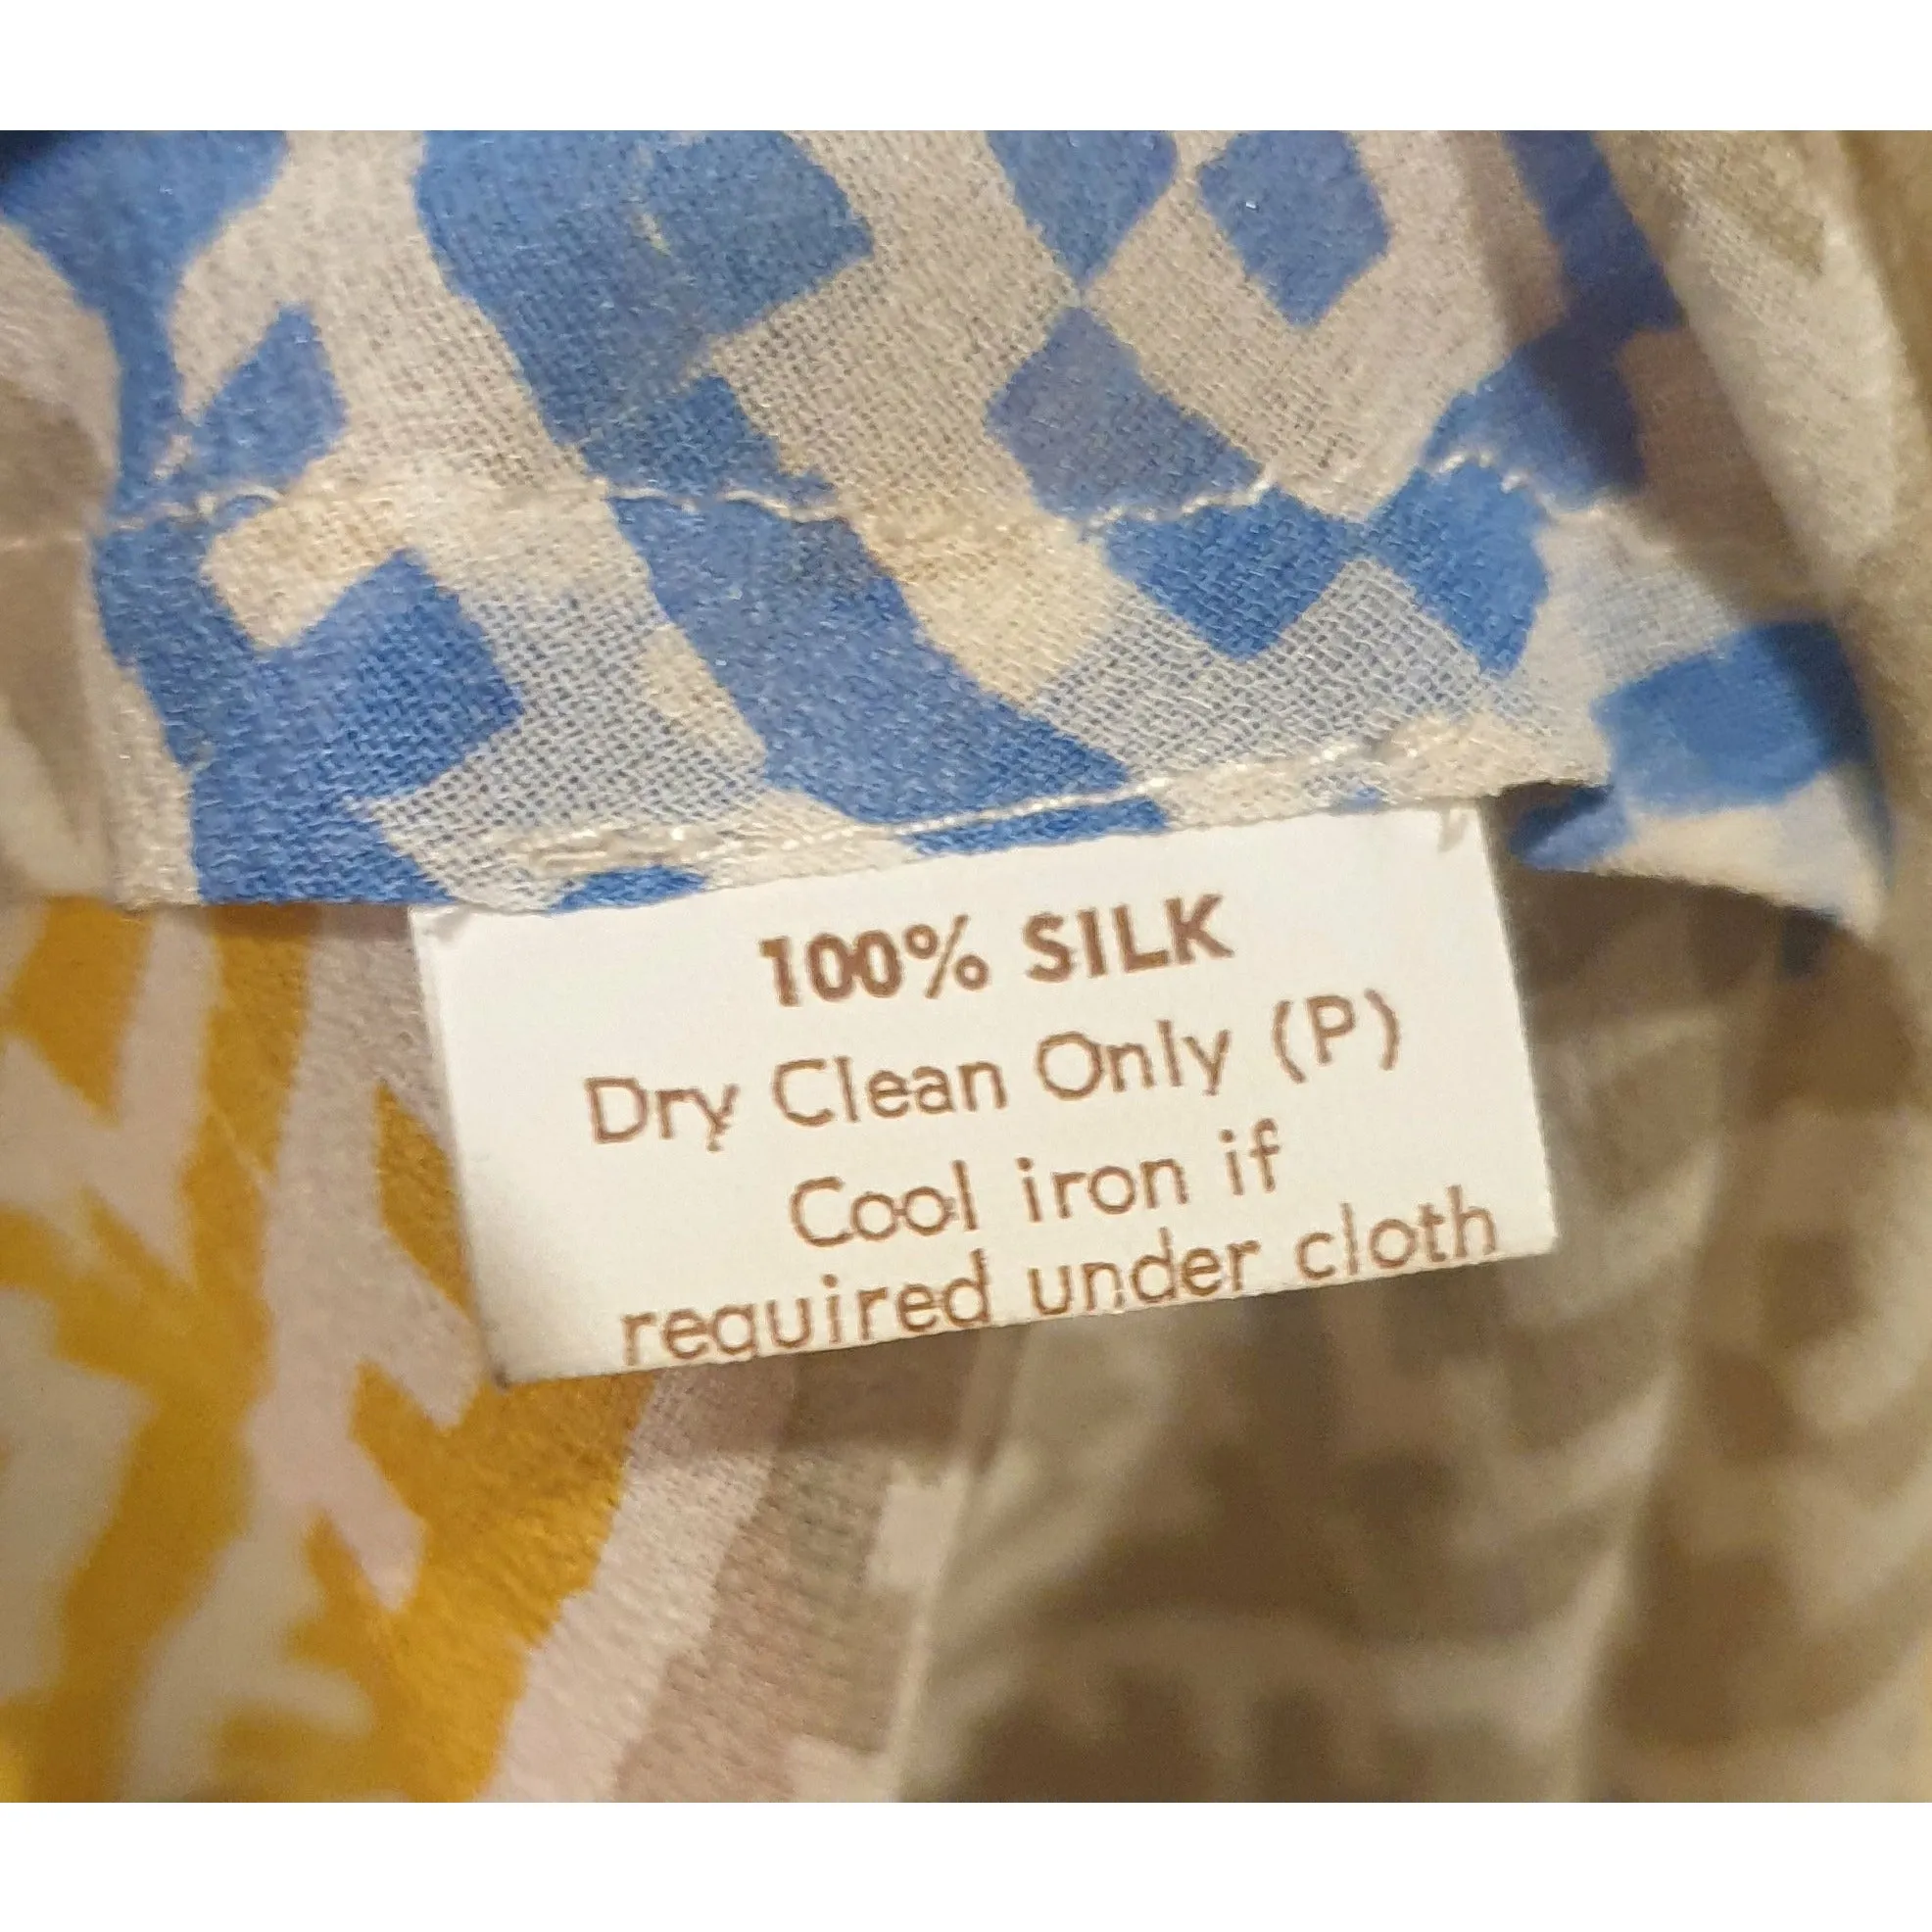 100% SILK
Dry Clean Only (P)
Cool iron if
required under cloth